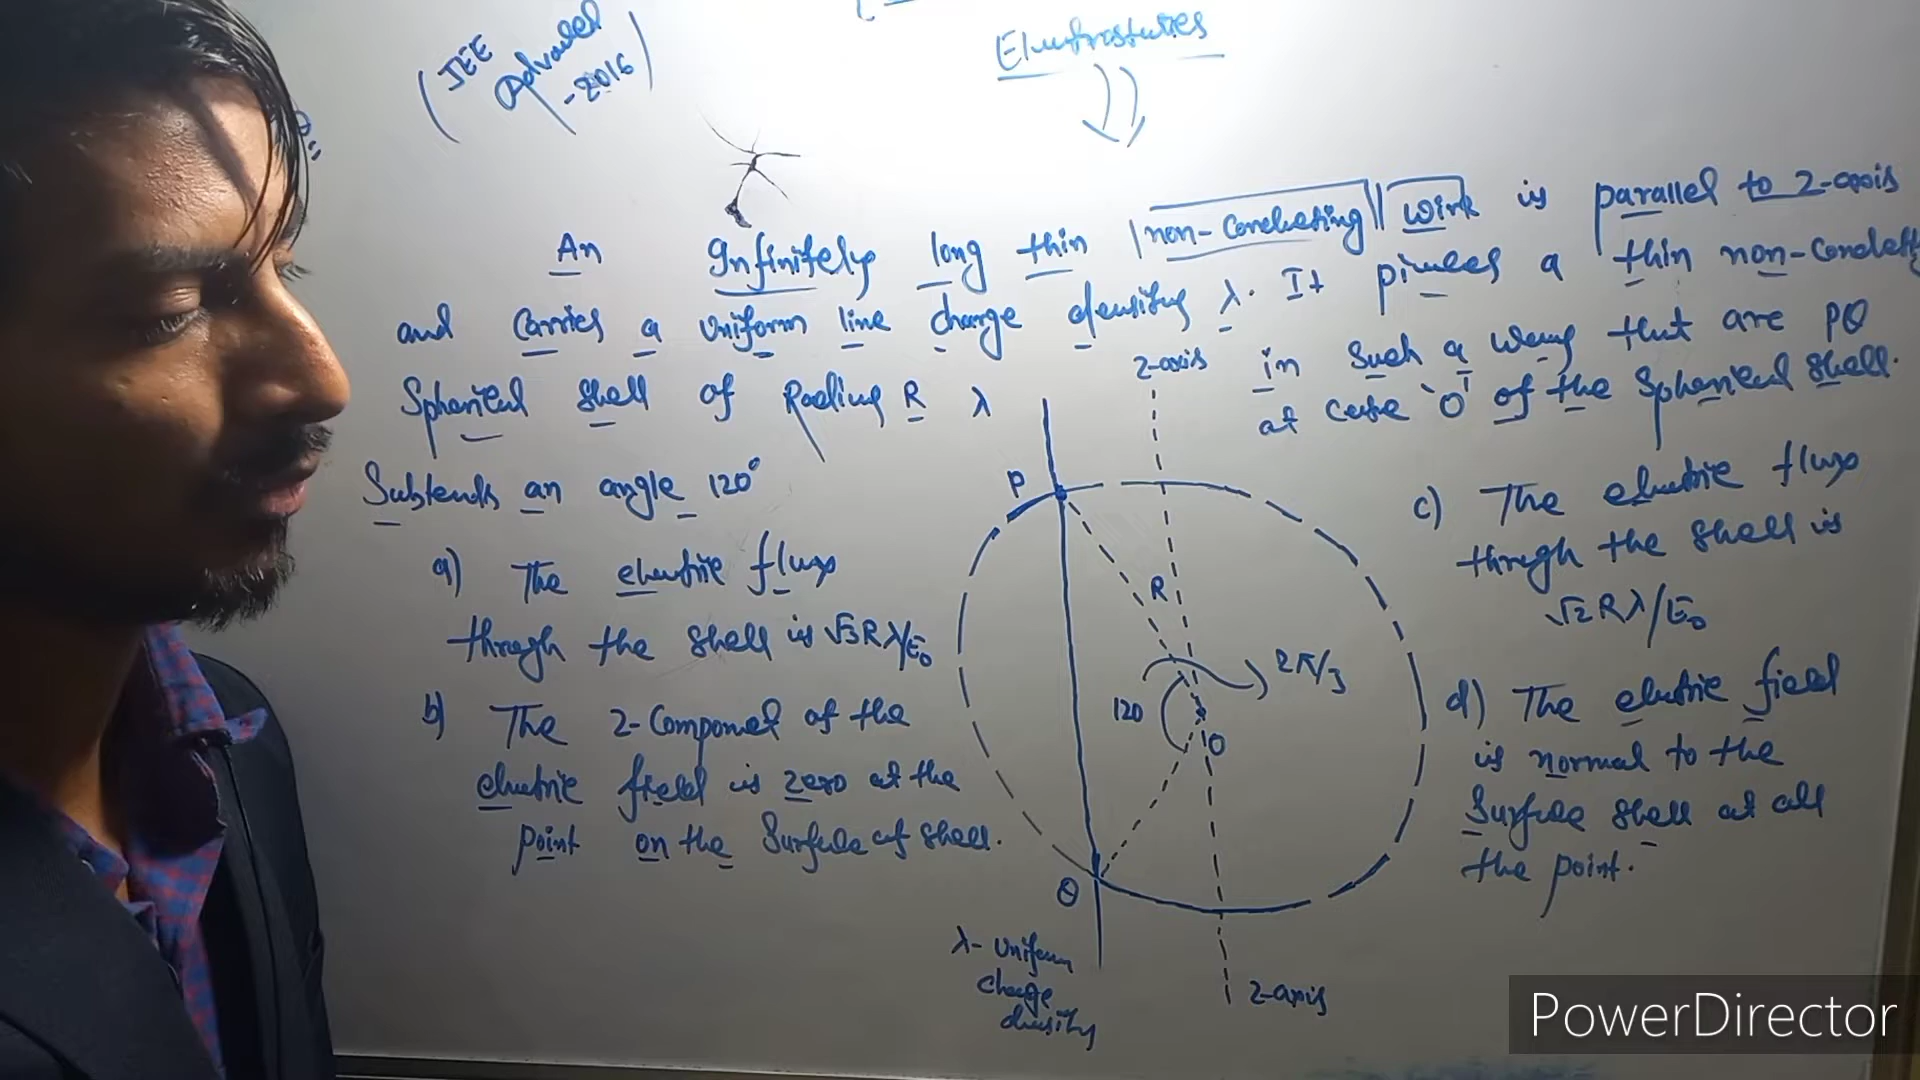 (JEE
Advanced
-2016)
Electrostatics
An Infinitely long thin non-Conducting wire is parallel to Z-axis
and Carries a uniform line charge density λ. It pierces a thin non-Conducti
Spherical shell of Radius R λ in such a way that arc PQ
at centre 'O' of the Spherical shell.
Subtends an angle 120°
a) The electric flux
through the shell is √3Rλ/E₀
b) The Z-Component of the
electric field is Zero at the
point on the Surface of shell.
Z-axis
P
R
2π/3
120
O
Q
λ- uniform
charge
density
Z-axis
c) The electric flux
through the shell is
√2Rλ/E₀
d) The electric field
is normal to the
Surface shell at all
the point.
PowerDirector